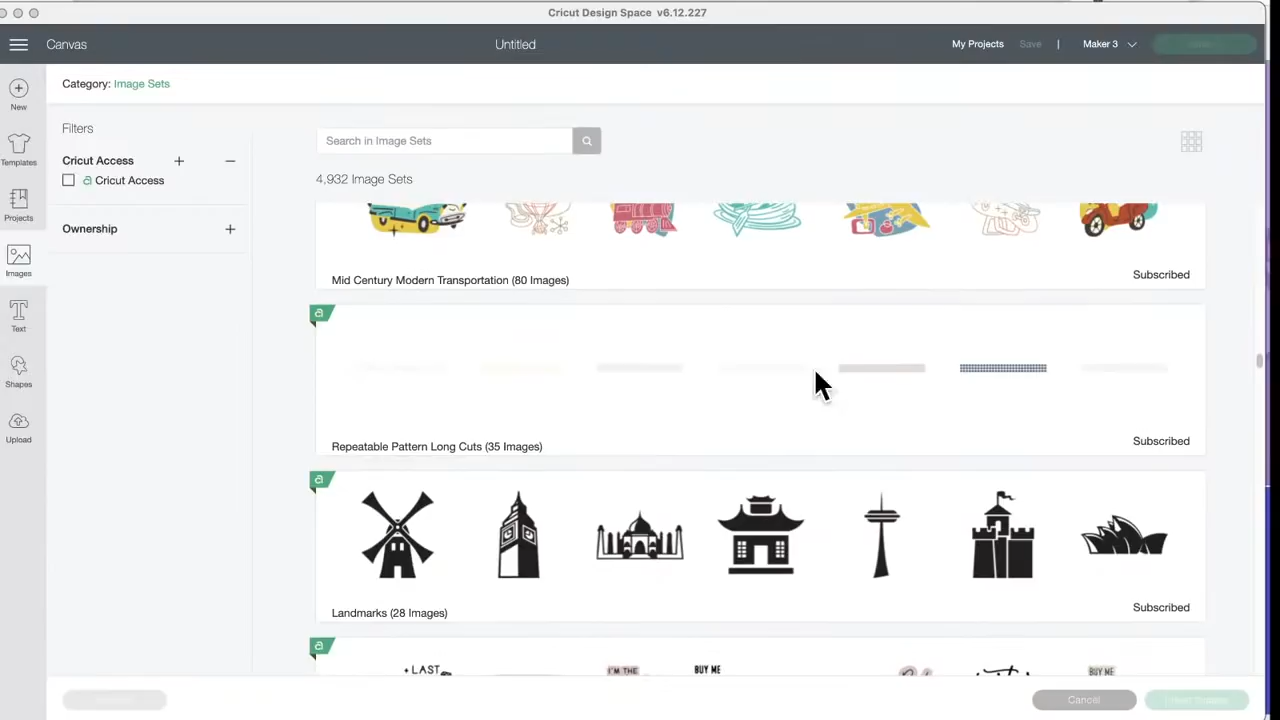 Cricut Design Space v6.12.227
Canvas
Untitled
My Projects Save | Maker 3
New
Templates
Projects
Images
Text
Shapes
Upload
Category: Image Sets
Filters
Cricut Access + −
Cricut Access
Ownership +
Search in Image Sets
4,932 Image Sets
Mid Century Modern Transportation (80 Images) Subscribed
Repeatable Pattern Long Cuts (35 Images) Subscribed
Landmarks (28 Images) Subscribed
LAST
I'M THE
BUY ME
BUY ME
Cancel